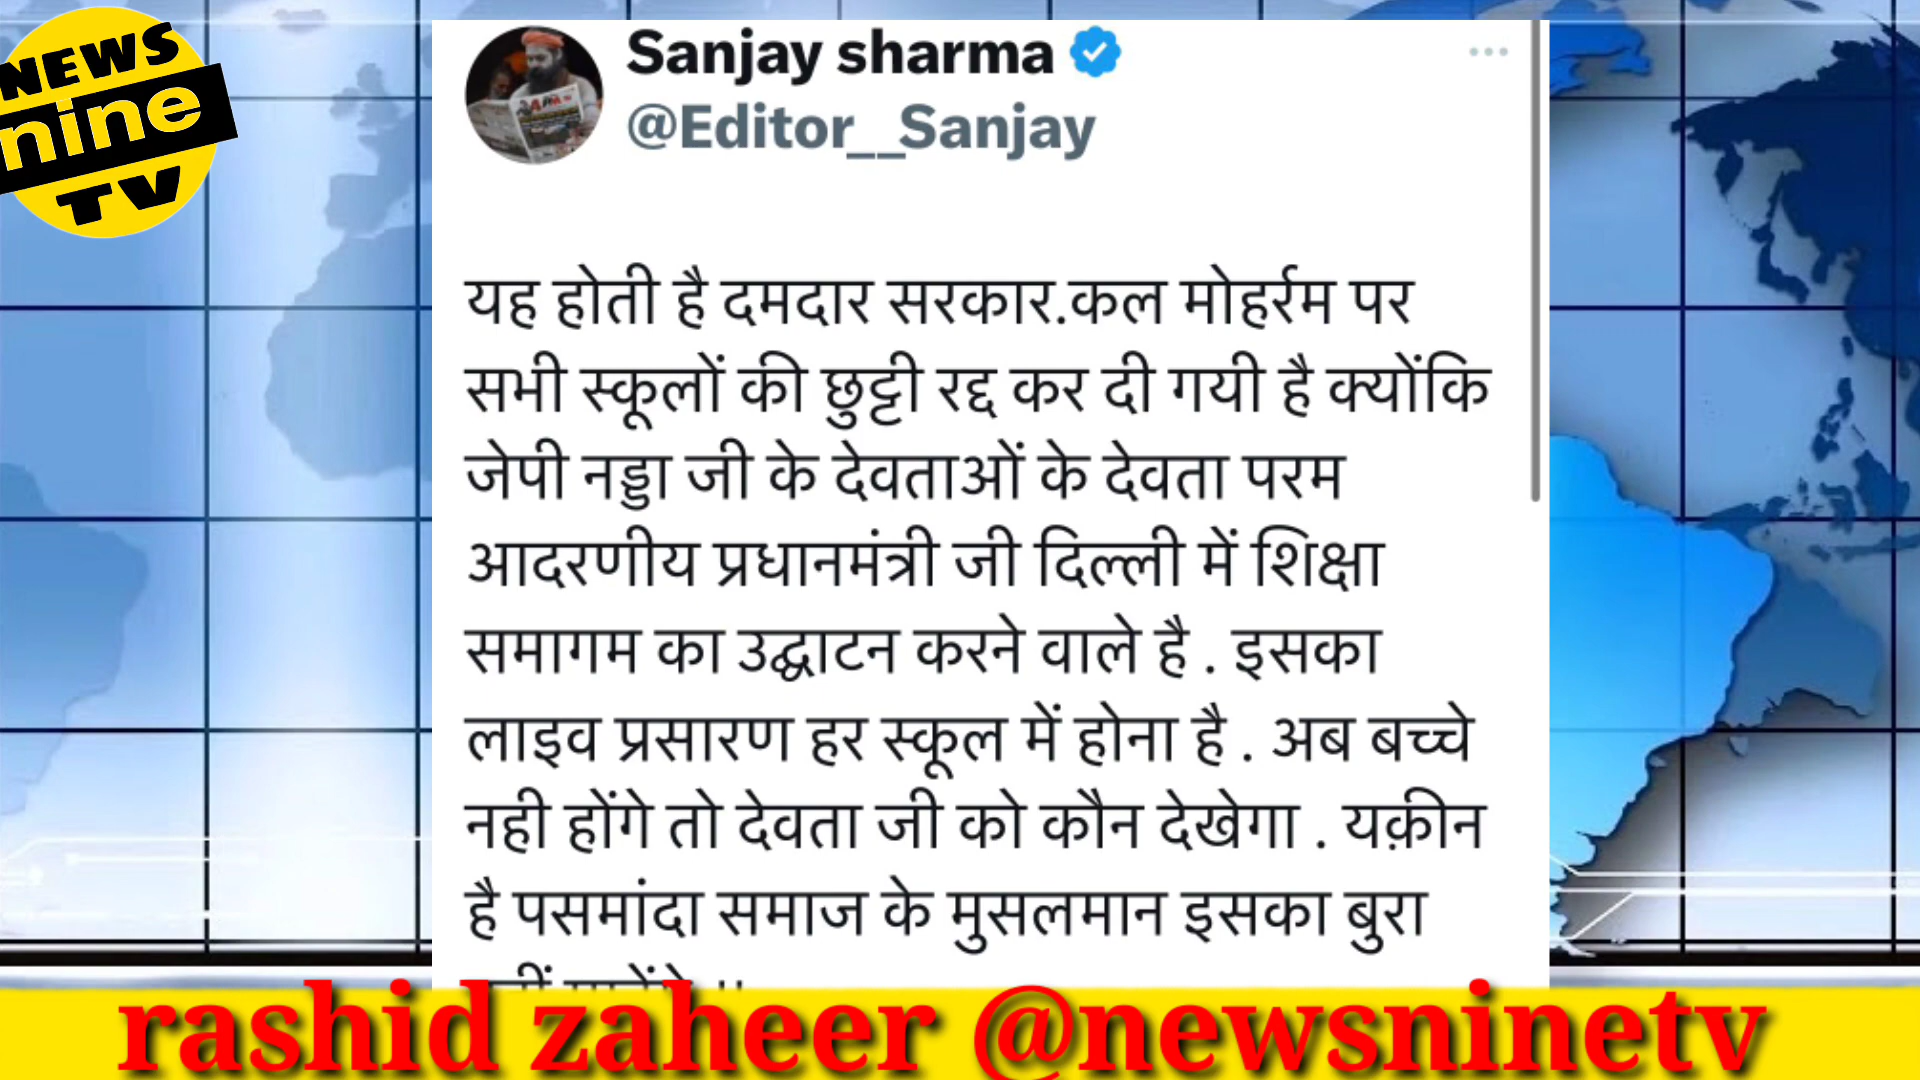 NEWS
nine
TV
Sanjay sharma
@Editor__Sanjay
यह होती है दमदार सरकार.कल मोहर्रम पर
सभी स्कूलों की छुट्टी रद्द कर दी गयी है क्योंकि
जेपी नड्डा जी के देवताओं के देवता परम
आदरणीय प्रधानमंत्री जी दिल्ली में शिक्षा
समागम का उद्घाटन करने वाले है . इसका
लाइव प्रसारण हर स्कूल में होना है . अब बच्चे
नही होंगे तो देवता जी को कौन देखेगा . यक़ीन
है पसमांदा समाज के मुसलमान इसका बुरा
rashid zaheer @newsninetv